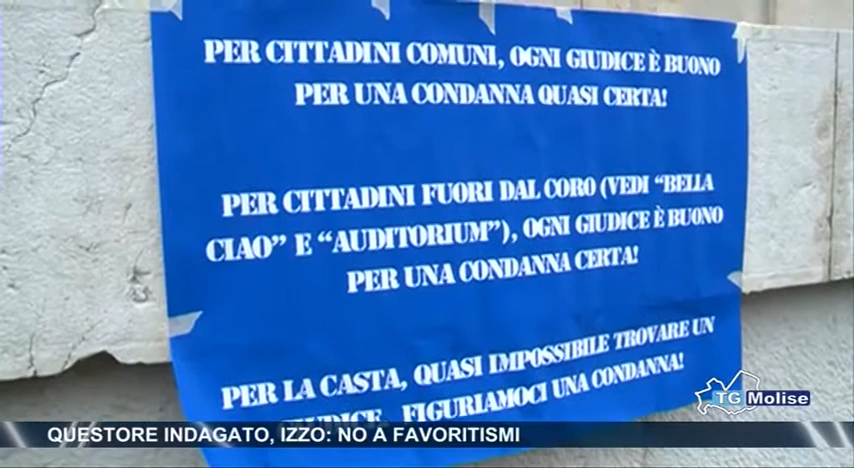 PER CITTADINI COMUNI, OGNI GIUDICE È BUONO
PER UNA CONDANNA QUASI CERTA!
PER CITTADINI FUORI DAL CORO (VEDI “BELLA
CIAO” E “AUDITORIUM”), OGNI GIUDICE È BUONO
PER UNA CONDANNA CERTA!
PER LA CASTA, QUASI IMPOSSIBILE TROVARE UN
GIUDICE, FIGURIAMOCI UNA CONDANNA!
TG Molise
QUESTORE INDAGATO, IZZO: NO A FAVORITISMI